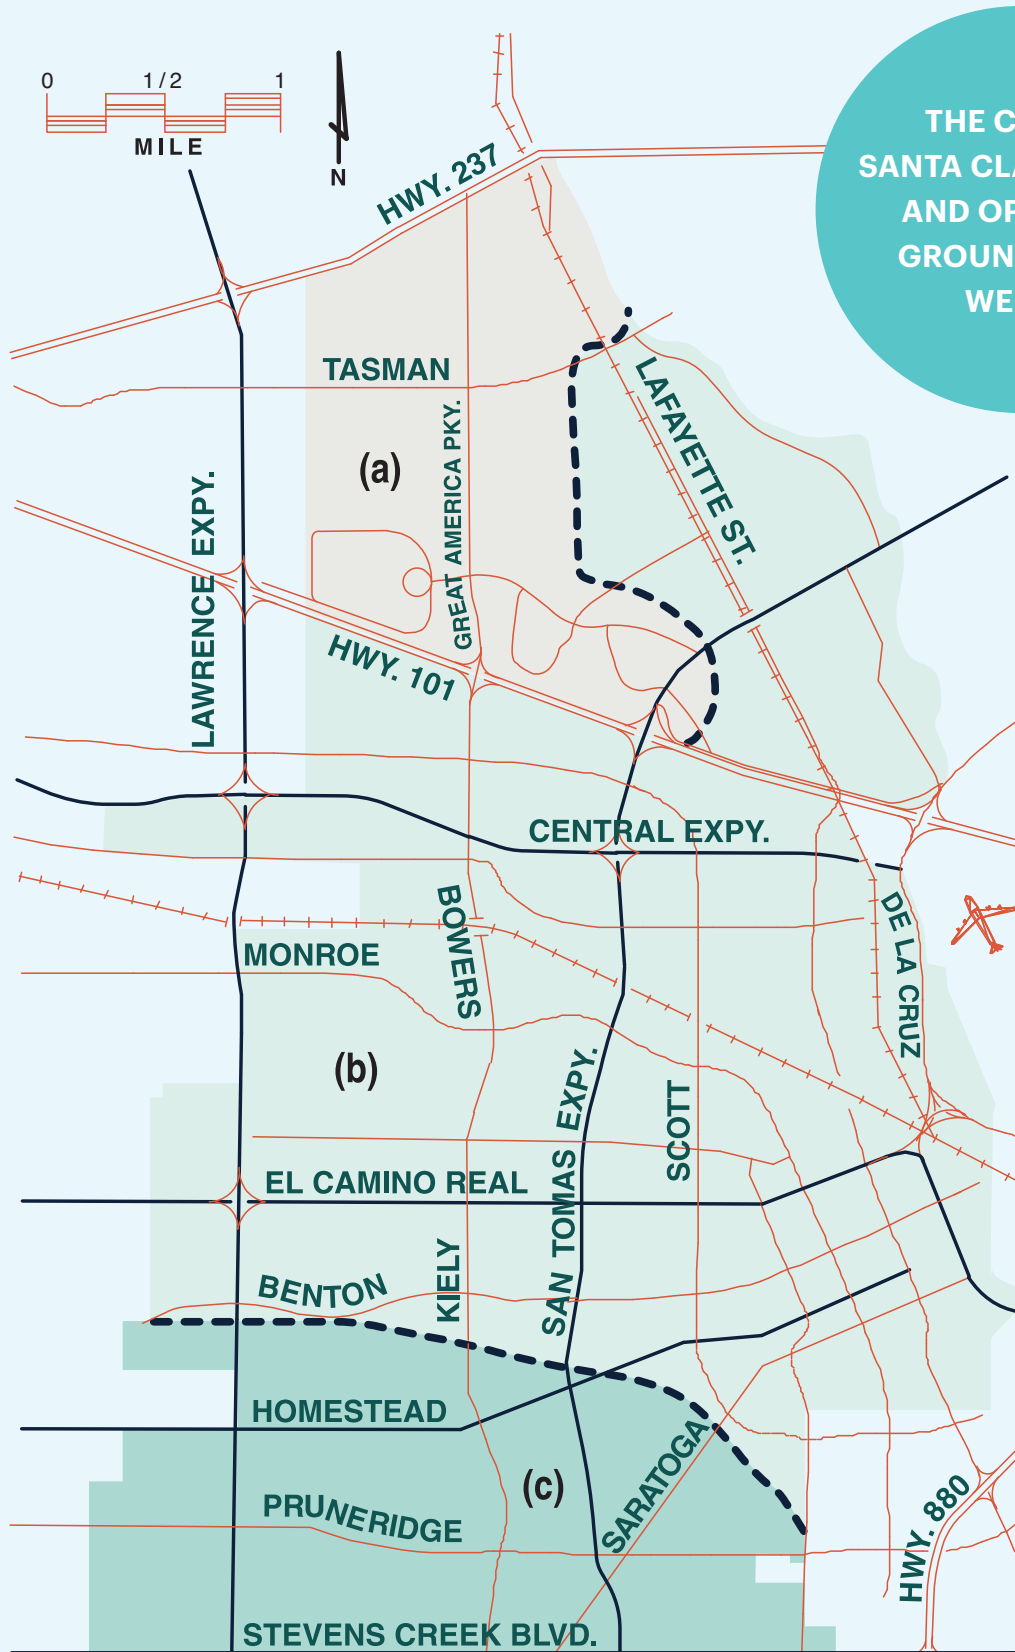 0 1/2 1
MILE
N
THE C
SANTA CLA
AND OP
GROUN
WE
HWY. 237
TASMAN
LAFAYETTE ST.
GREAT AMERICA PKY.
(a)
LAWRENCE EXPY.
HWY. 101
CENTRAL EXPY.
BOWERS
DE LA CRUZ
MONROE
(b)
SAN TOMAS EXPY.
SCOTT
EL CAMINO REAL
KIELY
BENTON
HOMESTEAD
SARATOGA
(c)
HWY. 880
PRUNERIDGE
STEVENS CREEK BLVD.